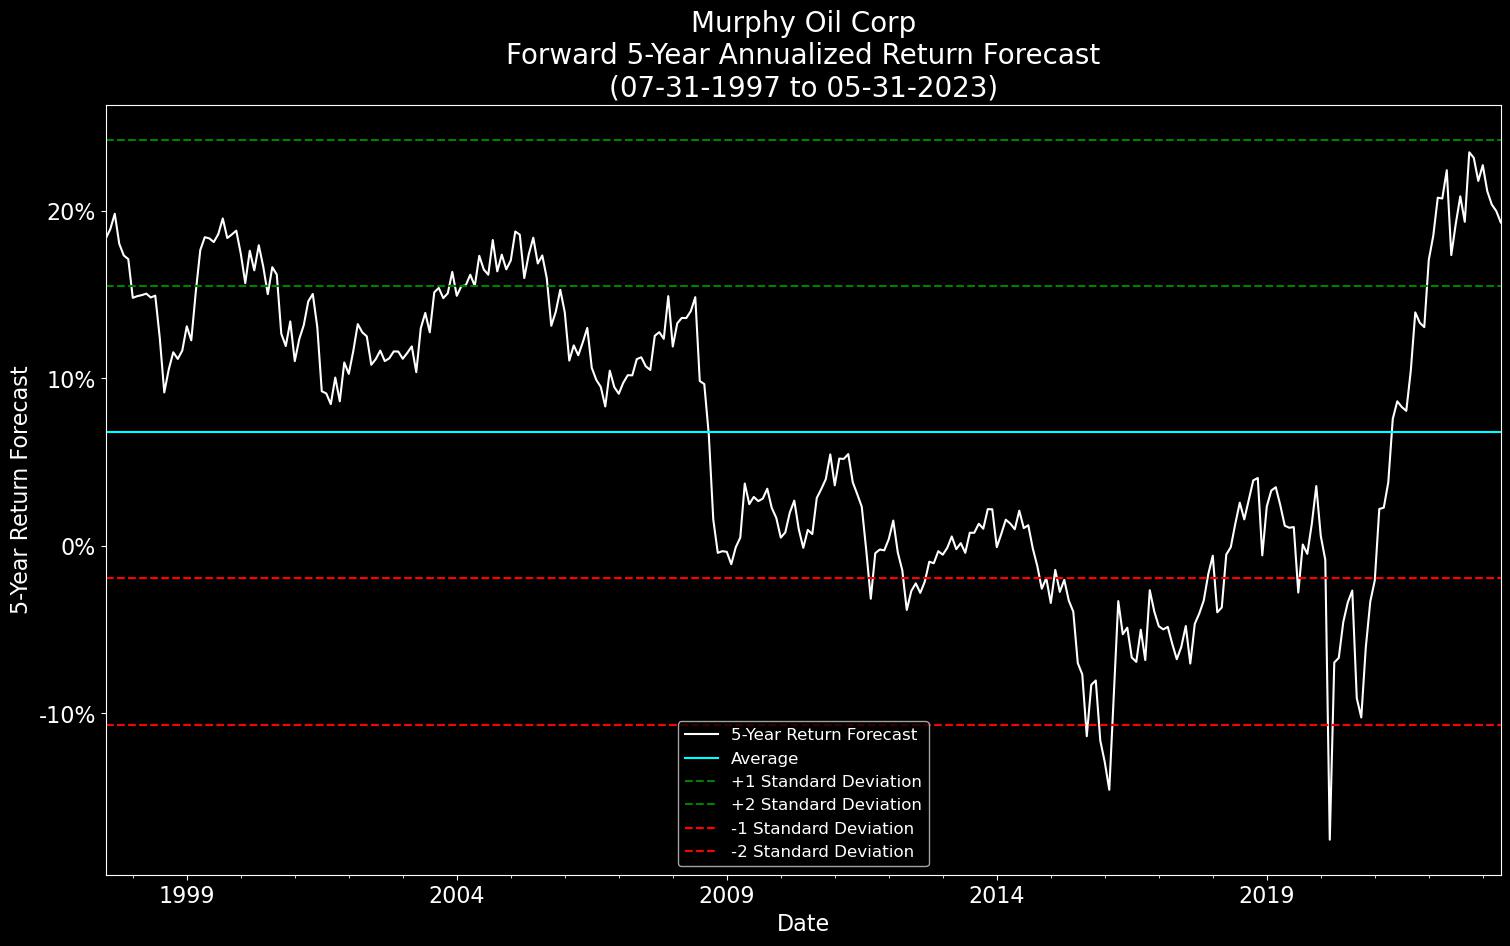 Murphy Oil Corp
Forward 5-Year Annualized Return Forecast
(07-31-1997 to 05-31-2023)
5-Year Return Forecast
20%
10%
0%
-10%
5-Year Return Forecast
Average
+1 Standard Deviation
+2 Standard Deviation
-1 Standard Deviation
-2 Standard Deviation
1999 2004 2009 2014 2019
Date